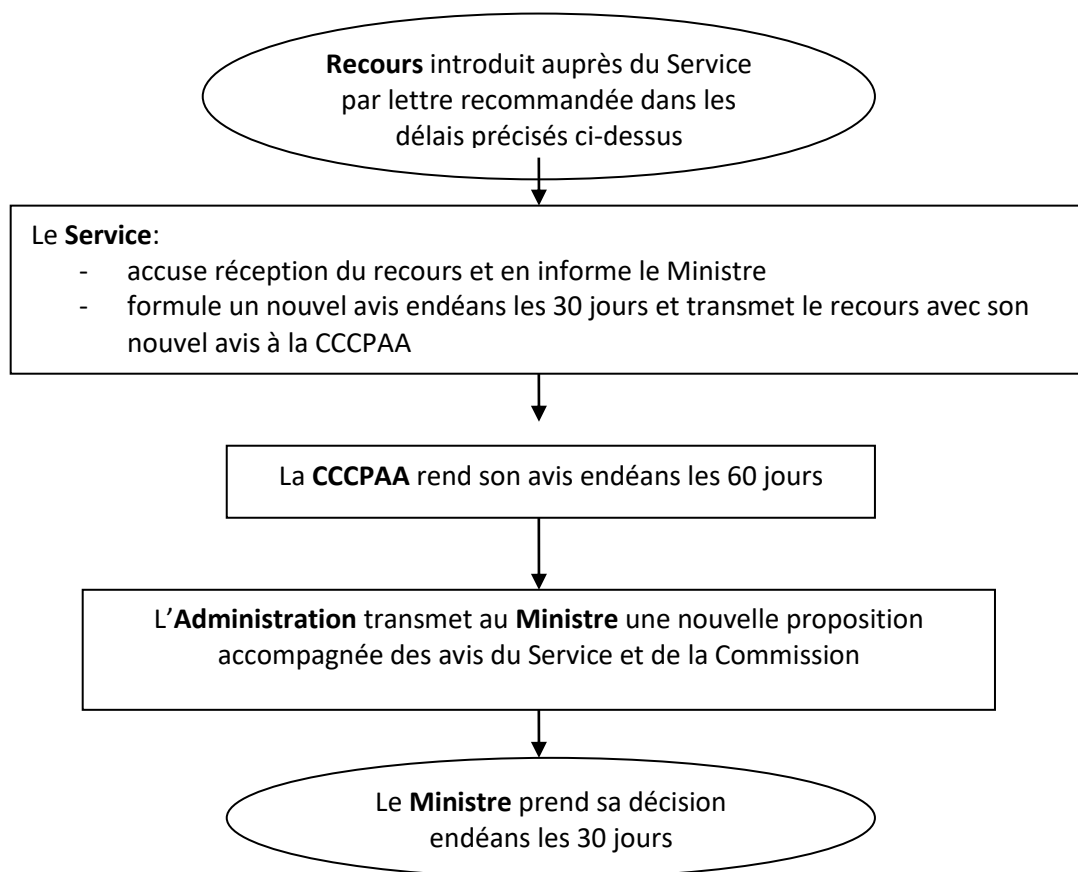 Recours introduit auprès du Service
par lettre recommandée dans les
délais précisés ci-dessus
Le Service:
- accuse réception du recours et en informe le Ministre
- formule un nouvel avis endéans les 30 jours et transmet le recours avec son
nouvel avis à la CCCPAA
La CCCPAA rend son avis endéans les 60 jours
L’Administration transmet au Ministre une nouvelle proposition
accompagnée des avis du Service et de la Commission
Le Ministre prend sa décision
endéans les 30 jours